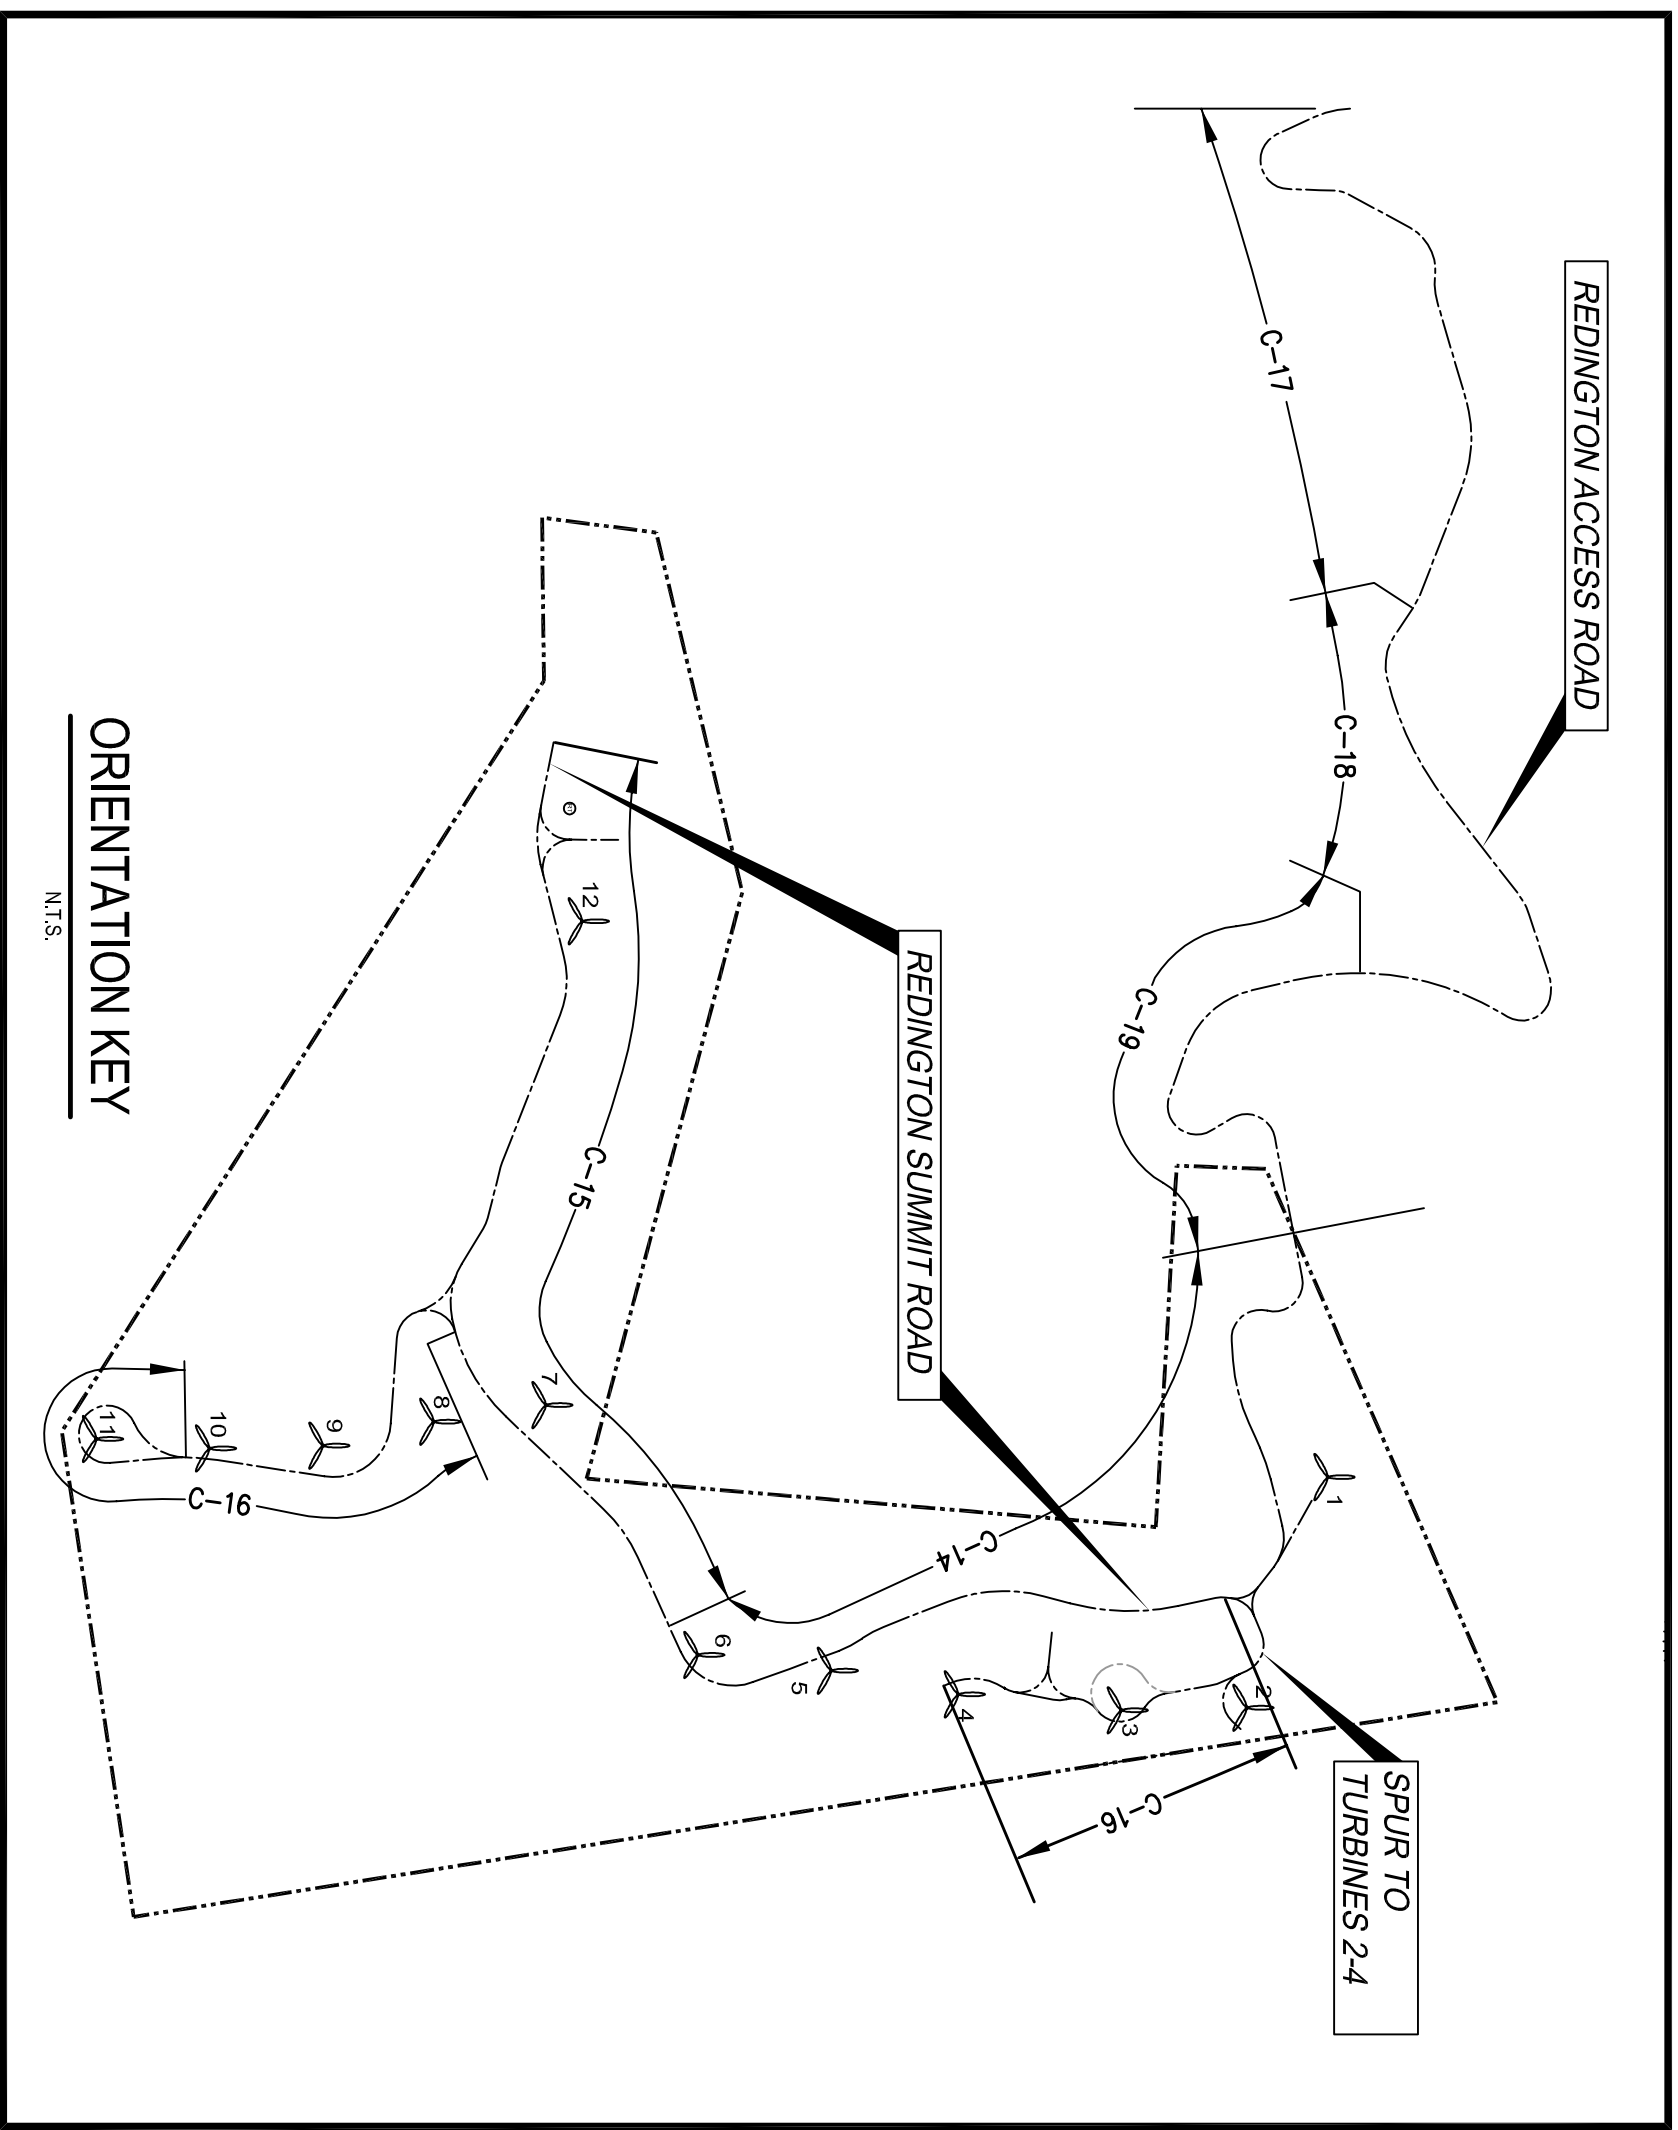 REDINGTON ACCESS ROAD
C-17
C-18
C-19
REDINGTON SUMMIT ROAD
SPUR TO
TURBINES 2-4
1
2
3
4
C-16
C-14
5
6
7
C-15
12
8
9
10
11
C-16
ORIENTATION KEY
N.T.S.